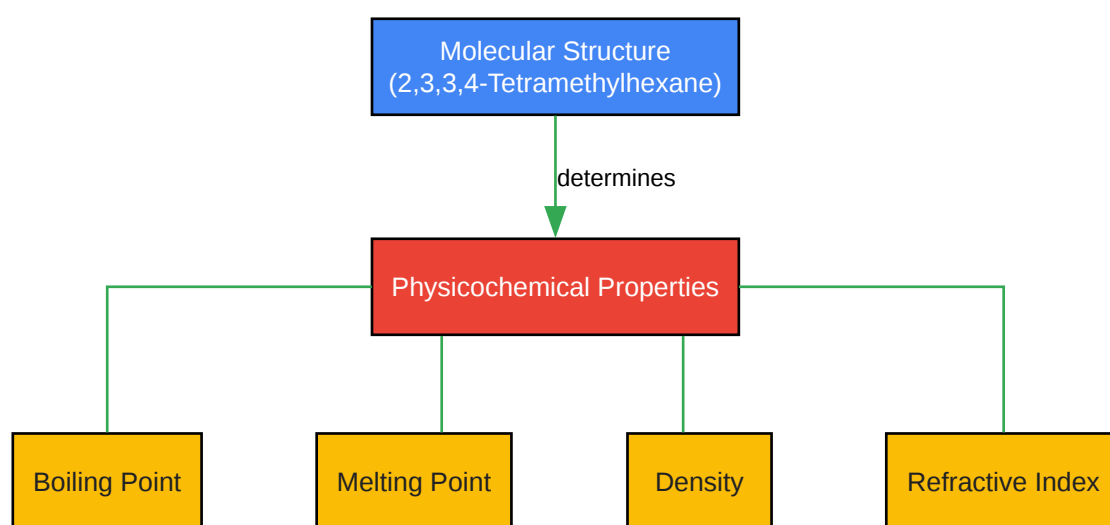 Molecular Structure
(2,3,3,4-Tetramethylhexane)
determines
Physicochemical Properties
Boiling Point
Melting Point
Density
Refractive Index